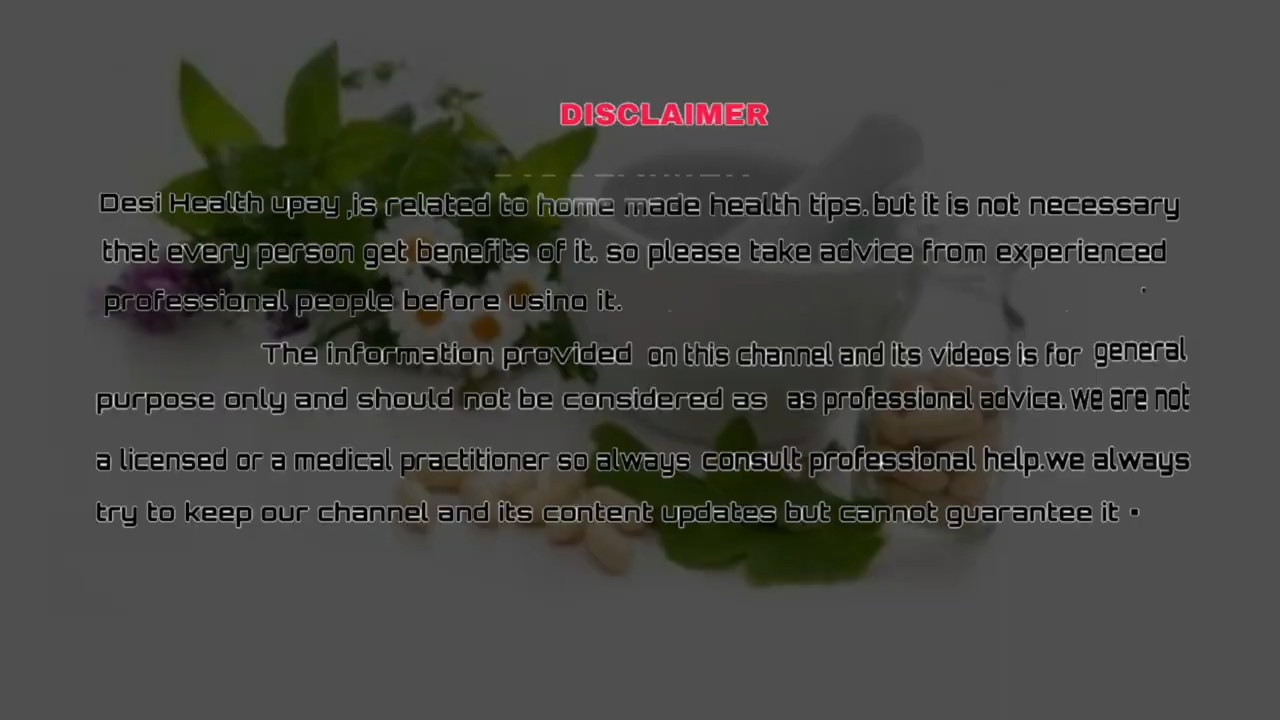 DISCLAIMER
Desi Health upay ,is related to home made health tips. but it is not necessary
that every person get benefits of it. so please take advice from experienced
professional people before using it.
The information provided on this channel and its videos is for general
purpose only and should not be considered as as professional advice. we are not
a licensed or a medical practitioner so always consult professional help.we always
try to keep our channel and its content updates but cannot guarantee it •